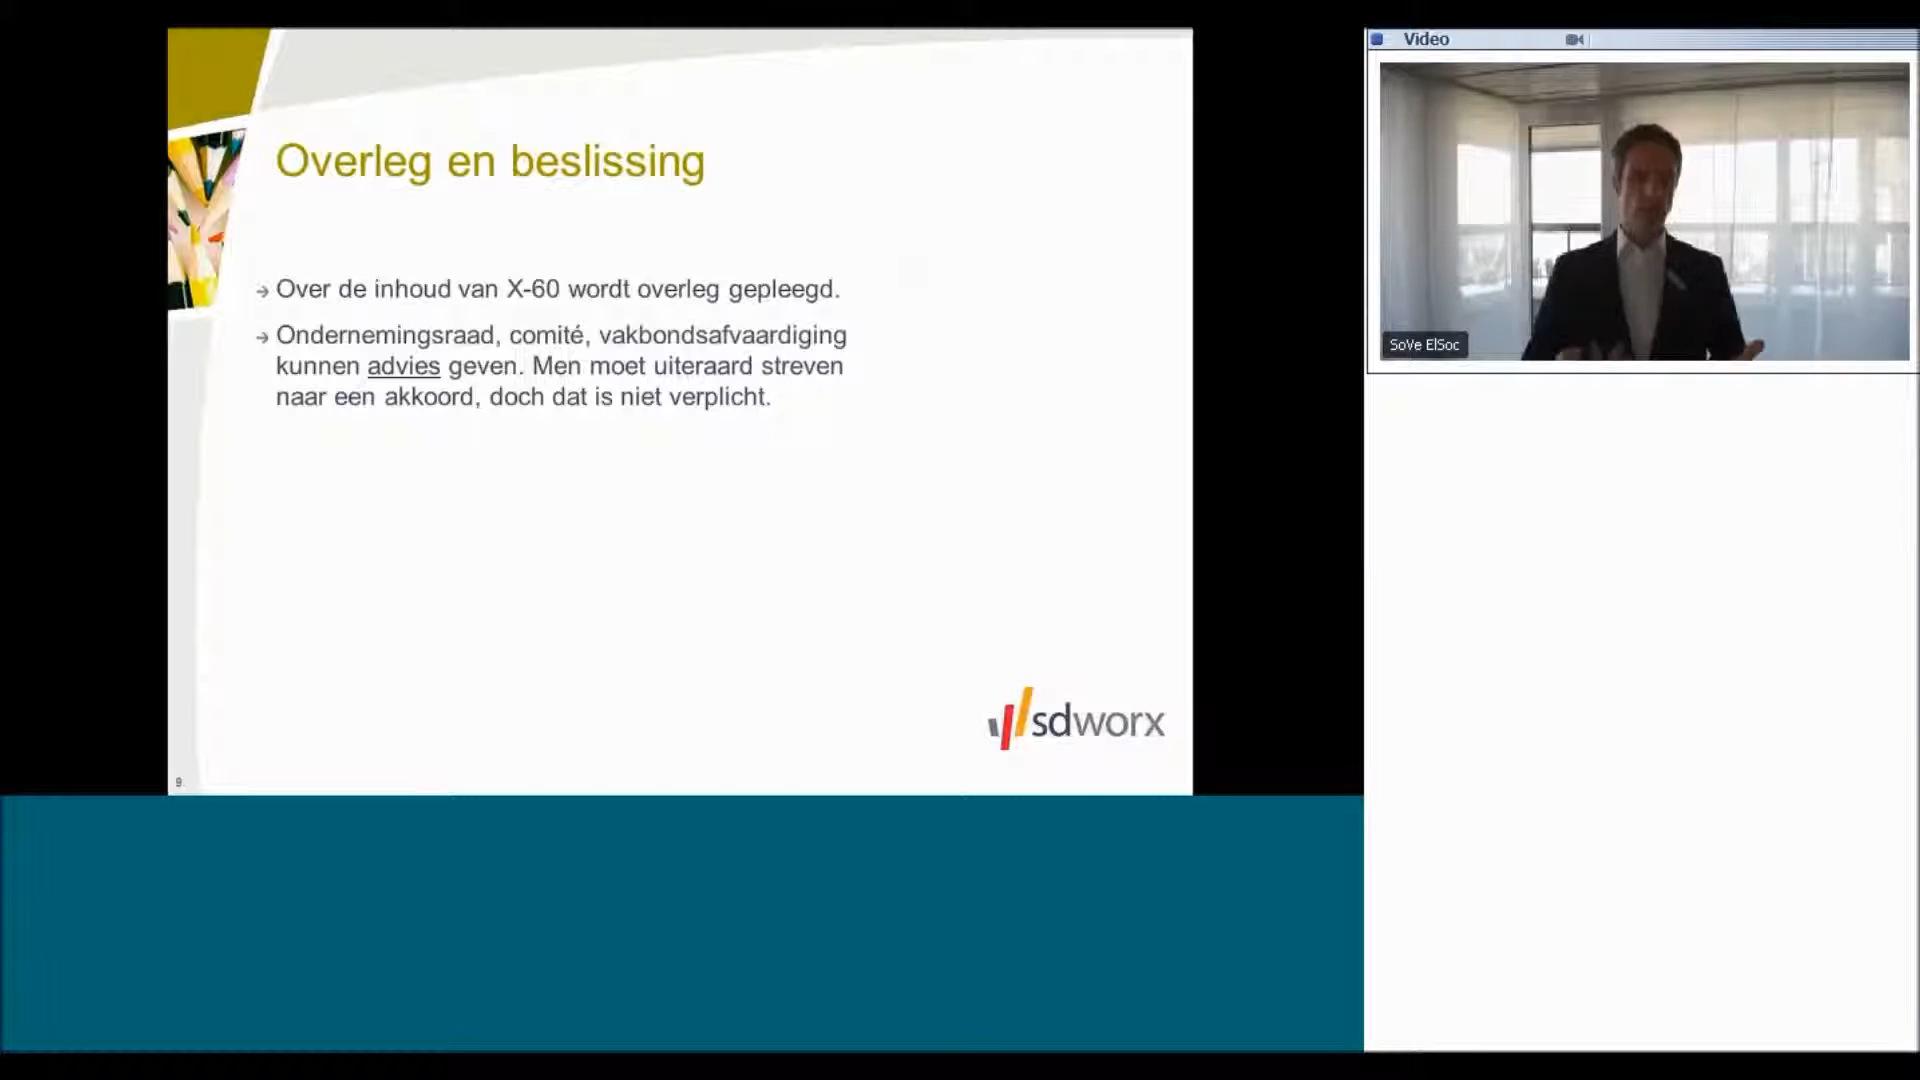 Overleg en beslissing
→ Over de inhoud van X-60 wordt overleg gepleegd.
→ Ondernemingsraad, comité, vakbondsafvaardiging
kunnen advies geven. Men moet uiteraard streven
naar een akkoord, doch dat is niet verplicht.
sdworx
9
Video
SoVe ElSoc